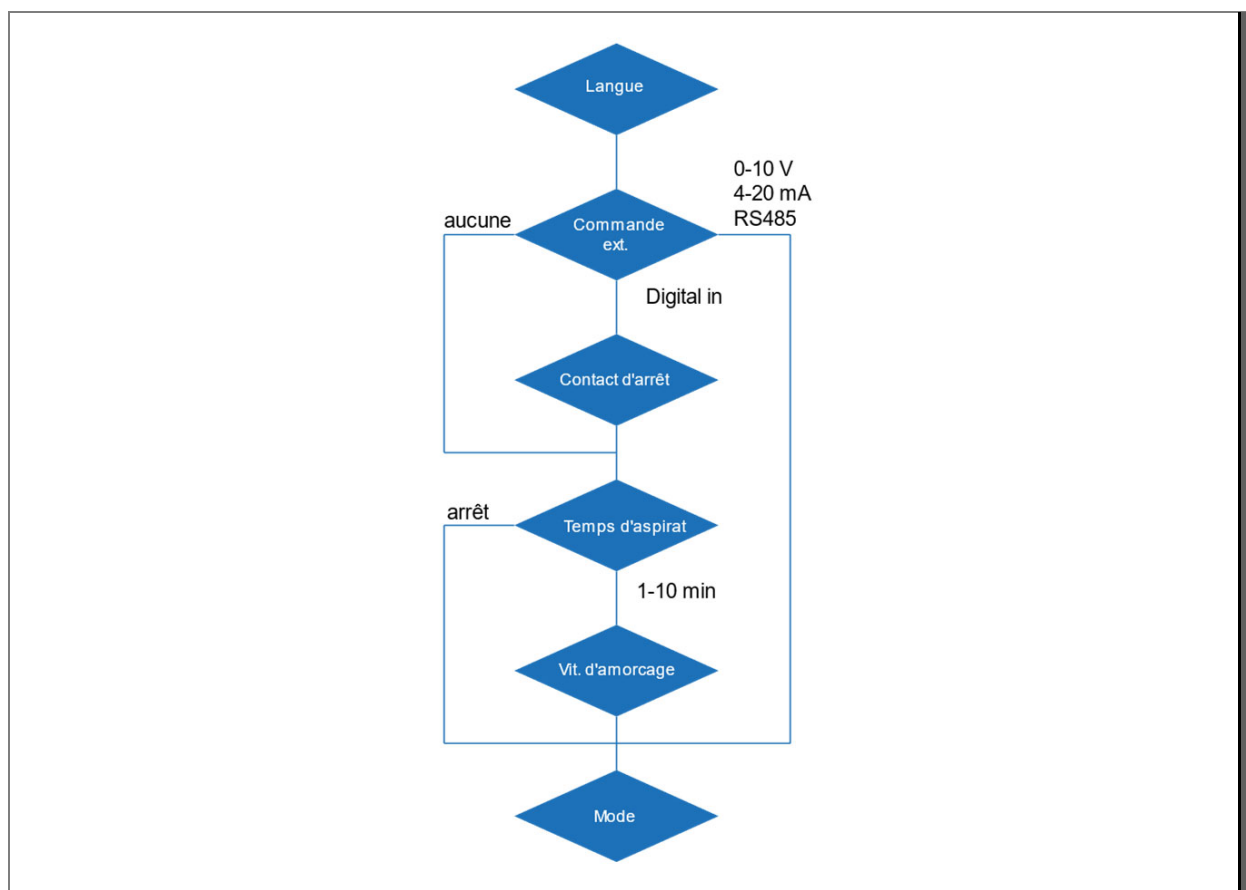 Langue
0-10 V
4-20 mA
RS485
aucune
Commande
ext.
Digital in
Contact d'arrêt
arrêt
Temps d'aspirat
1-10 min
Vit. d'amorcage
Mode